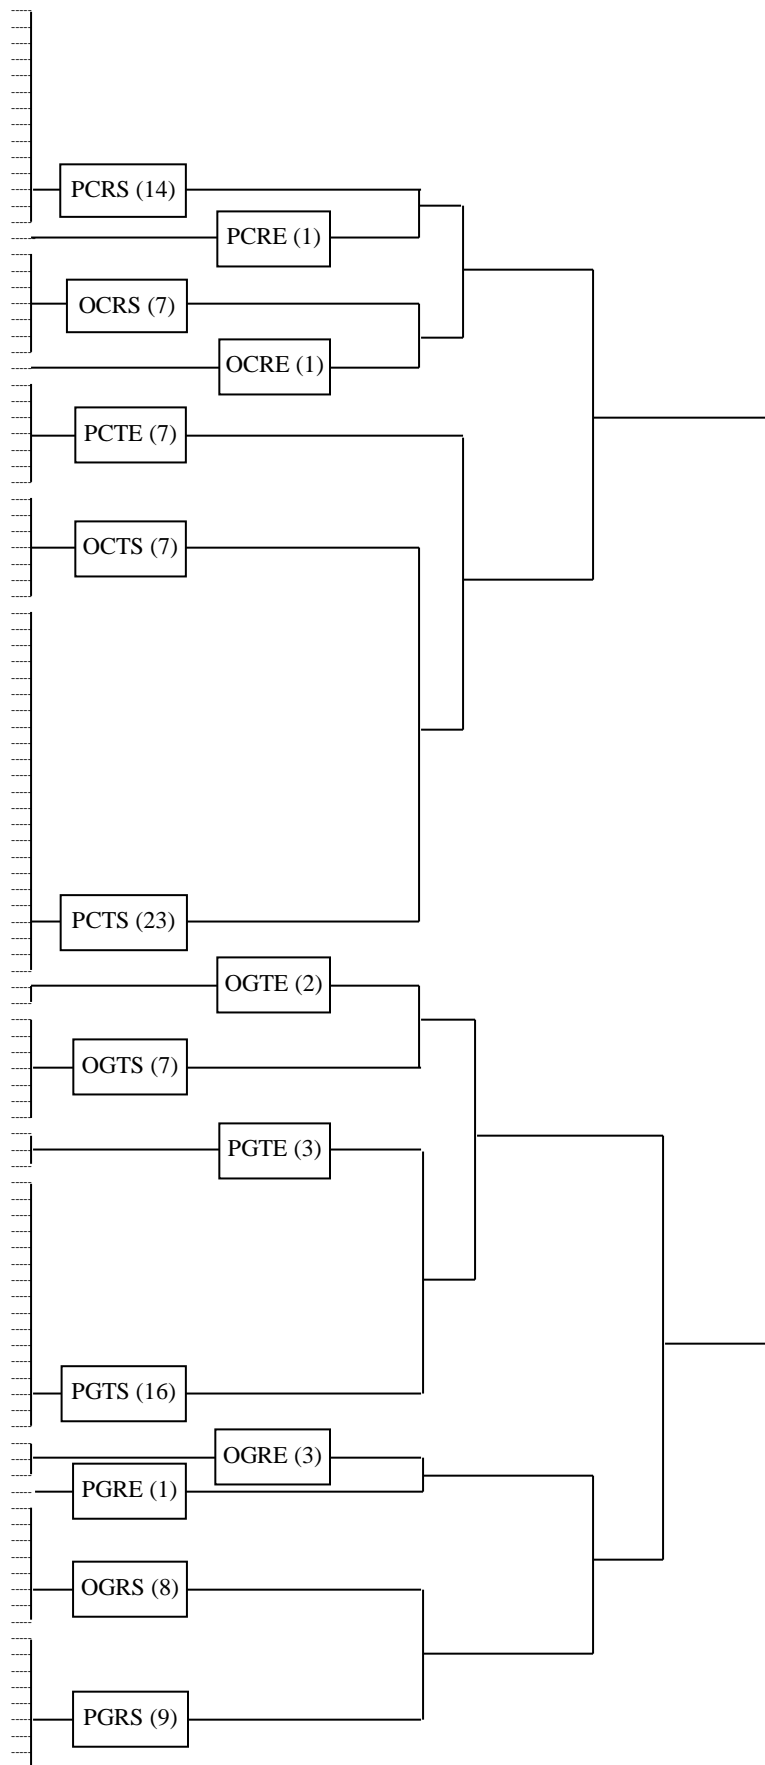 PCRS (14)
PCRE (1)
OCRS (7)
OCRE (1)
PCTE (7)
OCTS (7)
PCTS (23)
OGTE (2)
OGTS (7)
PGTE (3)
PGTS (16)
OGRE (3)
PGRE (1)
OGRS (8)
PGRS (9)